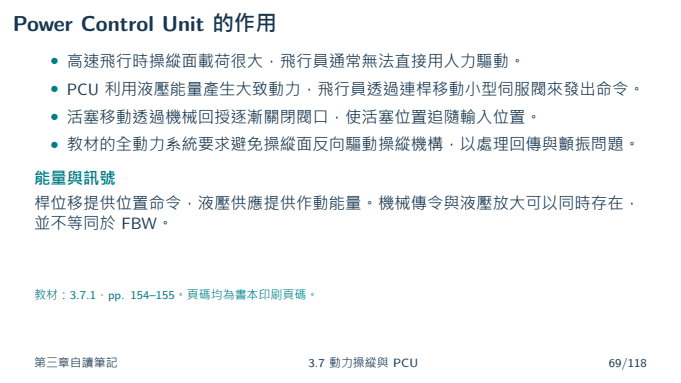 Power Control Unit 的作用
• 高速飛行時操縱面載荷很大，飛行員通常無法直接用人力驅動。
• PCU 利用液壓能量產生大致動力，飛行員透過連桿移動小型伺服閥來發出命令。
• 活塞移動透過機械回授逐漸關閉閥口，使活塞位置追隨輸入位置。
• 教材的全動力系統要求避免操縱面反向驅動操縱機構，以處理回傳與顫振問題。
能量與訊號
桿位移提供位置命令，液壓供應提供作動能量。機械傳令與液壓放大可以同時存在，
並不等同於 FBW。
教材：3.7.1，pp. 154–155。頁碼均為書本印刷頁碼。
第三章自讀筆記
3.7 動力操縱與 PCU
69/118